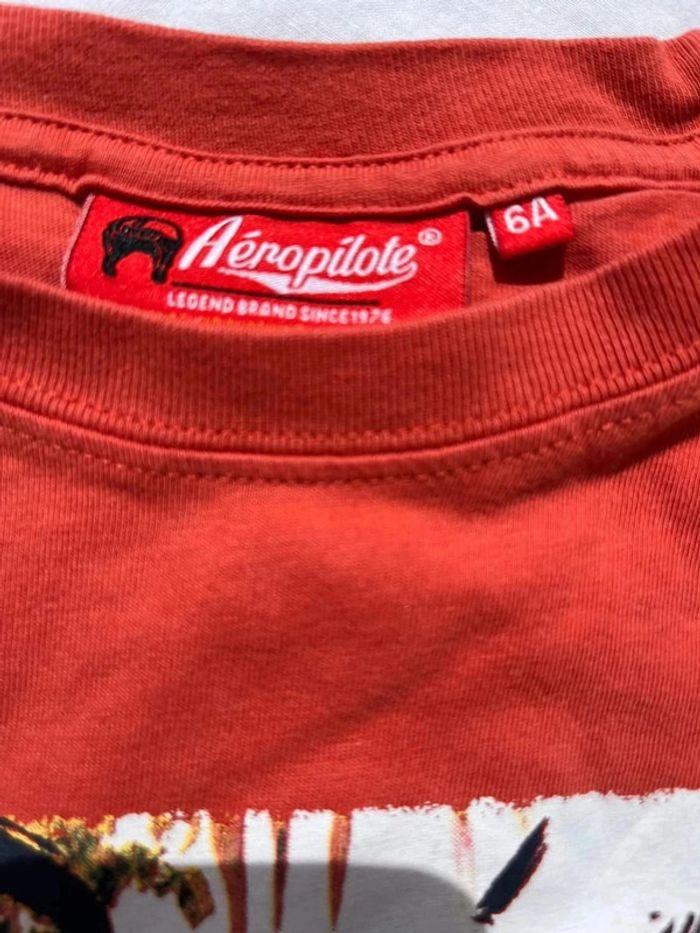 Aéropilote®
6A
LEGEND BRAND SINCE 1976